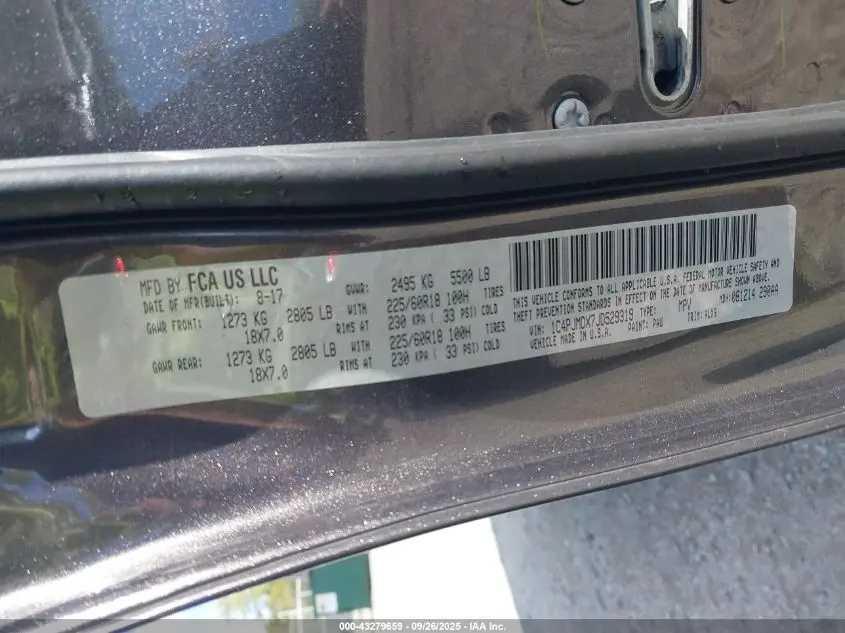 MFD BY FCA US LLC
DATE OF MFR(BUILT): 8-17 GVWR: 2495 KG 5500 LB
GAWR FRONT: 1273 KG 2805 LB WITH 225/60R18 100H TIRES
18X7.0 RIMS AT 230 KPA ( 33 PSI) COLD
GAWR REAR: 1273 KG 2805 LB WITH 225/60R18 100H TIRES
18X7.0 RIMS AT 230 KPA ( 33 PSI) COLD
THIS VEHICLE CONFORMS TO ALL APPLICABLE U.S.A. FEDERAL MOTOR VEHICLE SAFETY AND
THEFT PREVENTION STANDARDS IN EFFECT ON THE DATE OF MANUFACTURE SHOWN ABOVE.
VIN: 1C4PJMDX7JD529319 TYPE: MPV MDH:081214 290AA
VEHICLE MADE IN U.S.A. PAINT: PAU TRIM:
000-43279659 - 09/26/2025 - IAA Inc.